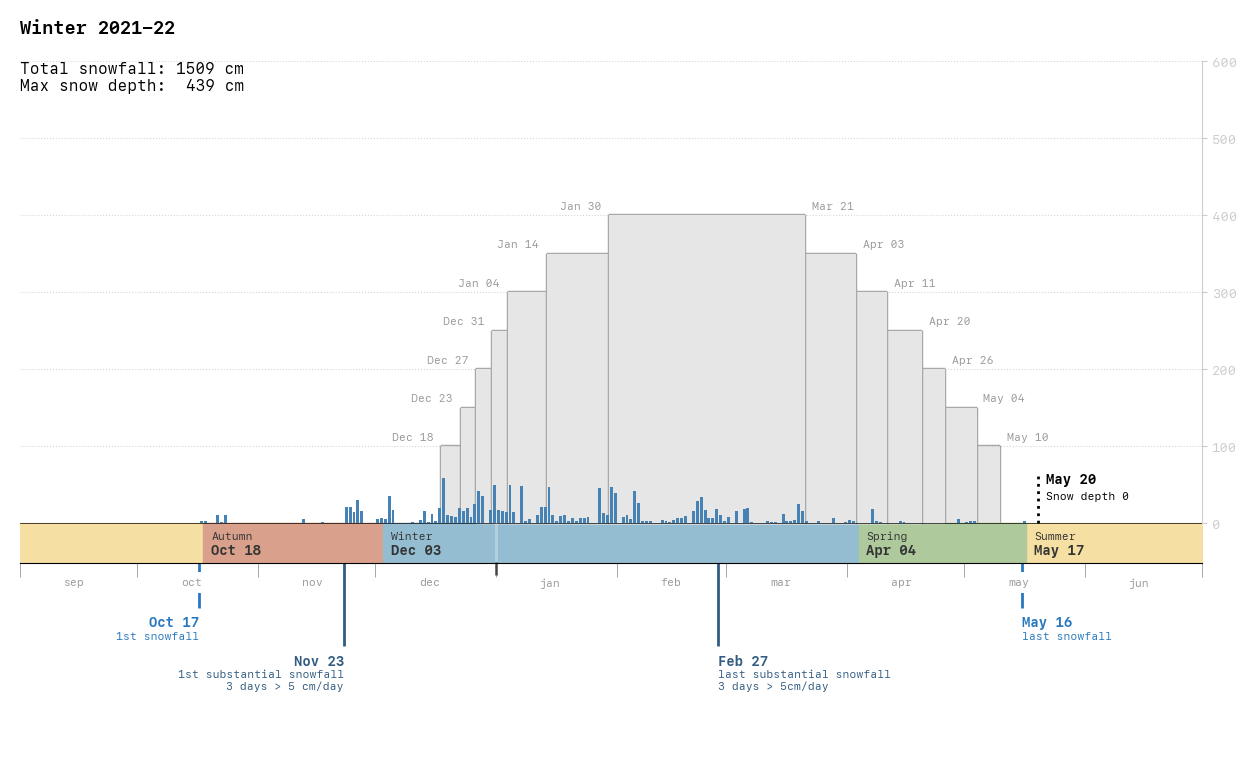 Winter 2021–22
Total snowfall: 1509 cm
Max snow depth:  439 cm
600
500
400
300
200
100
0
Jan 30
Mar 21
Jan 14
Apr 03
Jan 04
Apr 11
Dec 31
Apr 20
Dec 27
Apr 26
Dec 23
May 04
Dec 18
May 10
May 20
Snow depth 0
Autumn
Oct 18
Winter
Dec 03
Spring
Apr 04
Summer
May 17
sep
oct
nov
dec
jan
feb
mar
apr
may
jun
Oct 17
1st snowfall
May 16
last snowfall
Nov 23
1st substantial snowfall
3 days > 5 cm/day
Feb 27
last substantial snowfall
3 days > 5cm/day